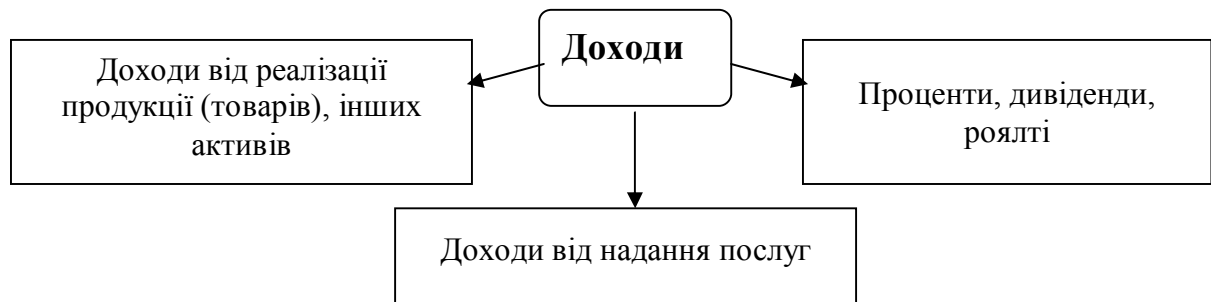 Доходи
Доходи від реалізації
продукції (товарів), інших
активів
Проценти, дивіденди,
роялті
Доходи від надання послуг